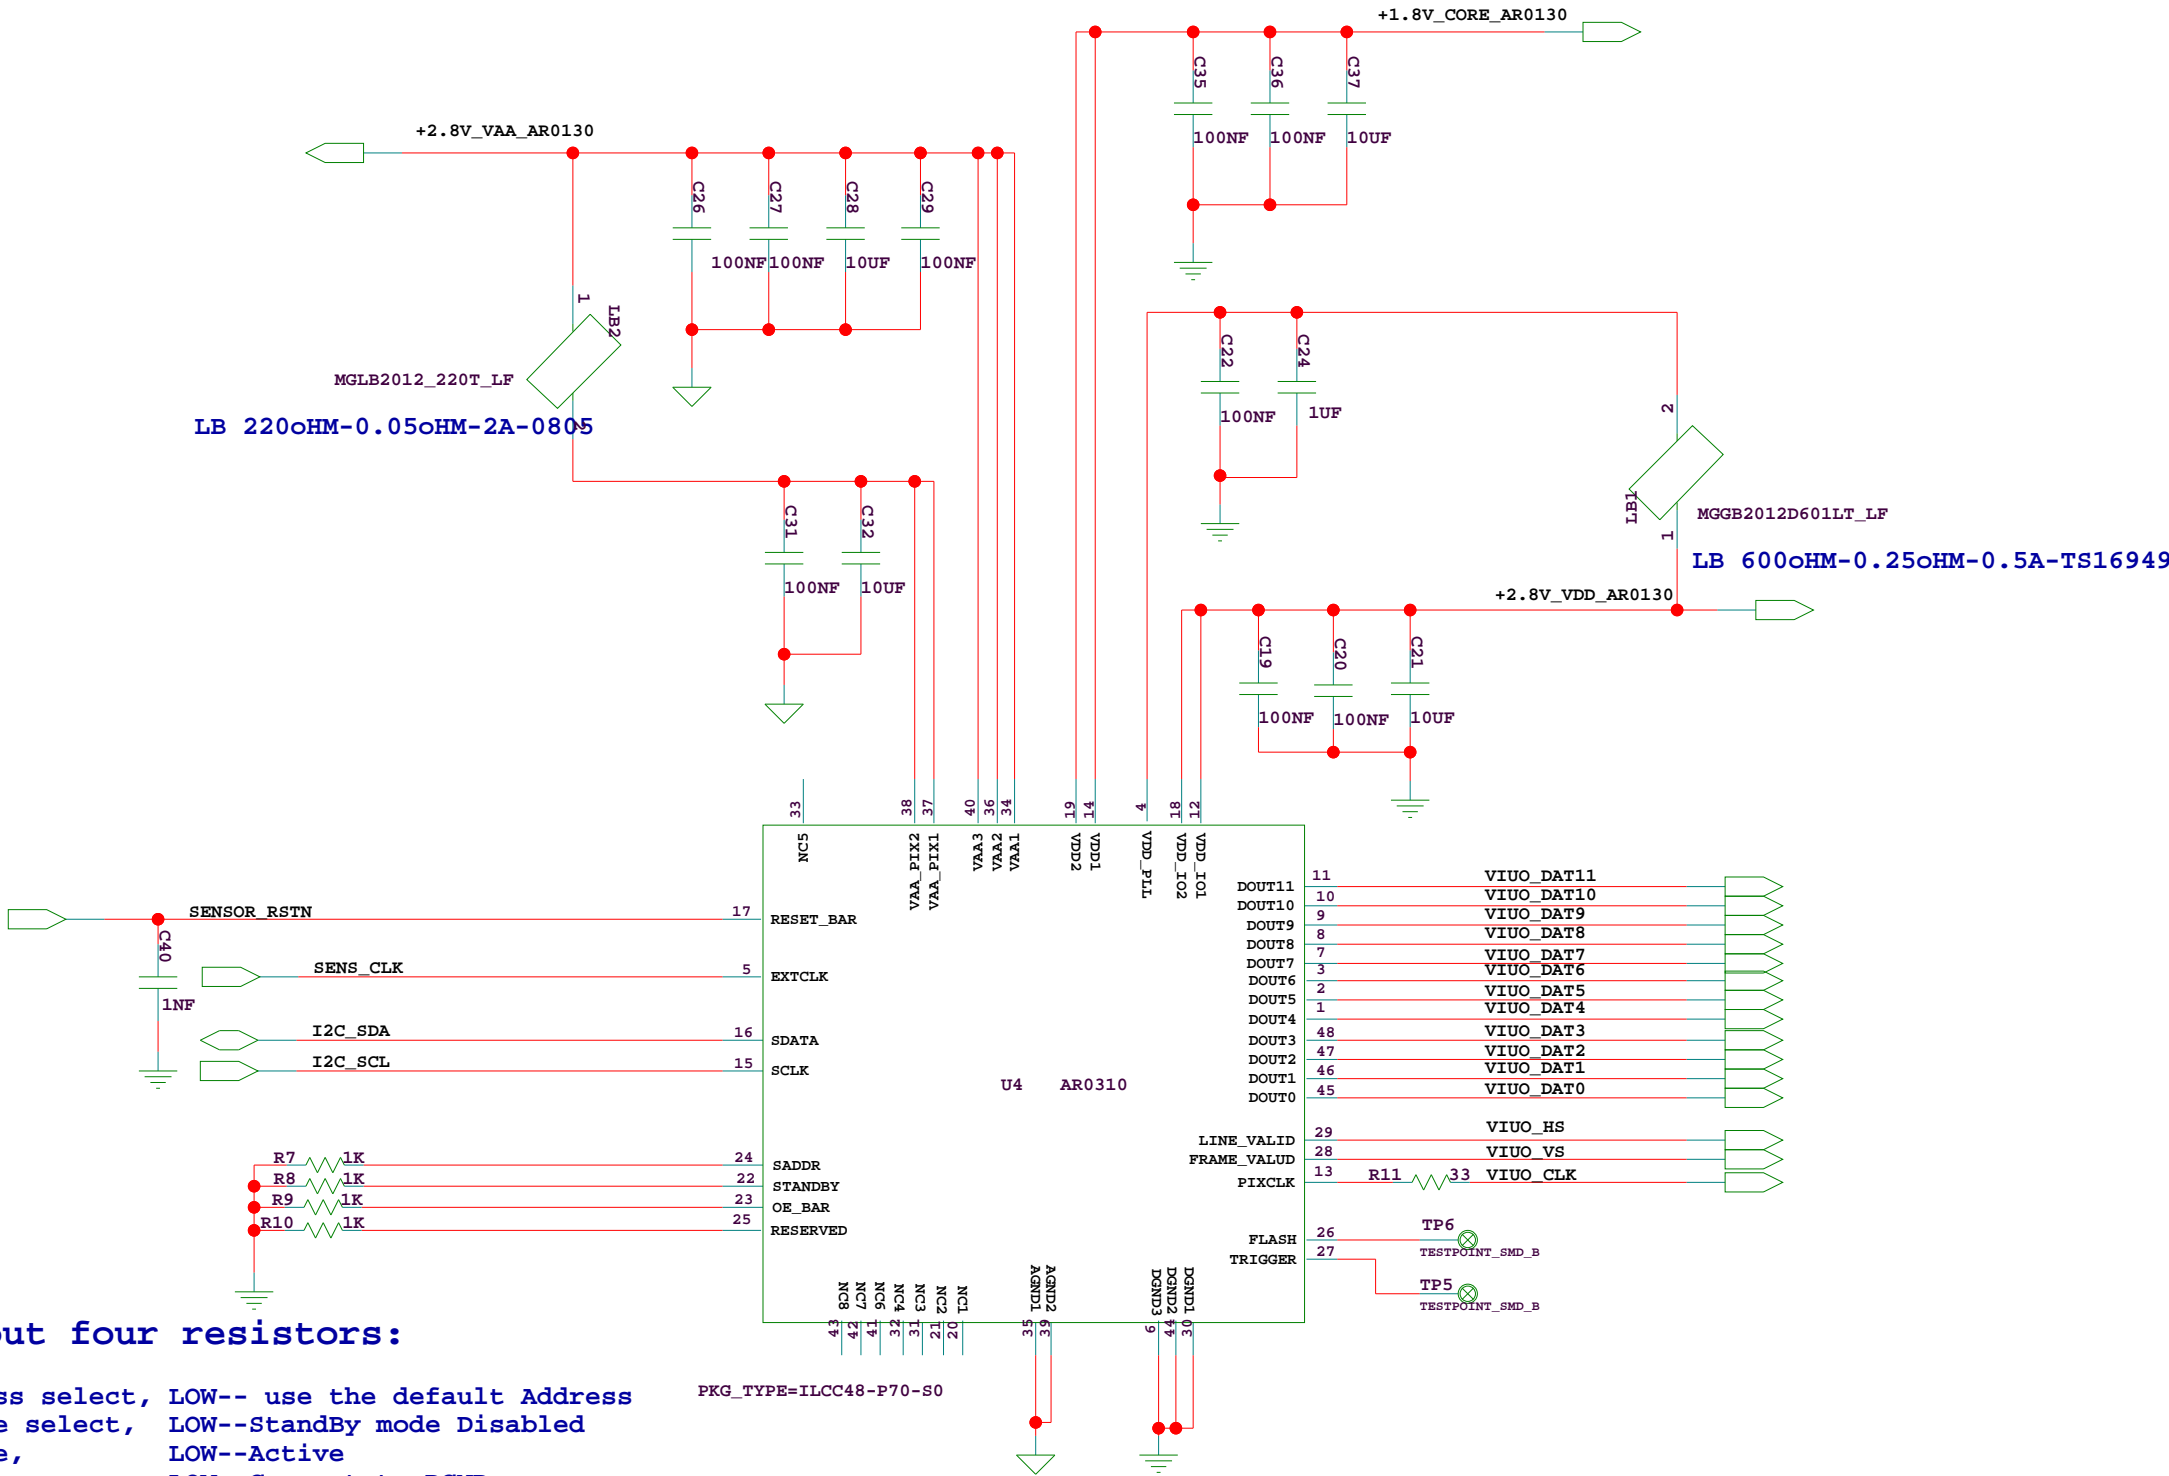 +1.8V_CORE_AR0130
C35
C36
C37
100NF
100NF
10UF
+2.8V_VAA_AR0130
C26
C27
C28
C29
100NF
100NF
10UF
100NF
1
LB2
MGLB2012_220T_LF
LB 220oHM-0.05oHM-2A-0805
2
C22
C24
100NF
1UF
2
LB1
MGGB2012D601LT_LF
1
LB 600oHM-0.25oHM-0.5A-TS16949
C31
C32
100NF
10UF
+2.8V_VDD_AR0130
C19
C20
C21
100NF
100NF
10UF
33
38
37
40
36
34
19
14
4
18
12
NC5
VAA_PIX2
VAA_PIX1
VAA3
VAA2
VAA1
VDD2
VDD1
VDD_PLL
VDD_IO2
VDD_IO1
SENSOR_RSTN
17
RESET_BAR
C40
1NF
SENS_CLK
5
EXTCLK
I2C_SDA
16
SDATA
I2C_SCL
15
SCLK
U4 AR0310
R7
1K
24
SADDR
R8
1K
22
STANDBY
R9
1K
23
OE_BAR
R10
1K
25
RESERVED
DOUT11
11
VIUO_DAT11
DOUT10
10
VIUO_DAT10
DOUT9
9
VIUO_DAT9
DOUT8
8
VIUO_DAT8
DOUT7
7
VIUO_DAT7
DOUT6
3
VIUO_DAT6
DOUT5
2
VIUO_DAT5
DOUT4
1
VIUO_DAT4
DOUT3
48
VIUO_DAT3
DOUT2
47
VIUO_DAT2
DOUT1
46
VIUO_DAT1
DOUT0
45
VIUO_DAT0
LINE_VALID
29
VIUO_HS
FRAME_VALUD
28
VIUO_VS
PIXCLK
13
R11
33
VIUO_CLK
FLASH
26
TP6
TESTPOINT_SMD_B
TRIGGER
27
TP5
TESTPOINT_SMD_B
NC8
NC7
NC6
NC4
NC3
NC2
NC1
AGND1
AGND2
DGND3
DGND2
DGND1
43
42
41
32
31
21
20
35
39
6
44
30
PKG_TYPE=ILCC48-P70-S0
out four resistors:
ss select, LOW-- use the default Address
e select, LOW--StandBy mode Disabled
e, LOW--Active